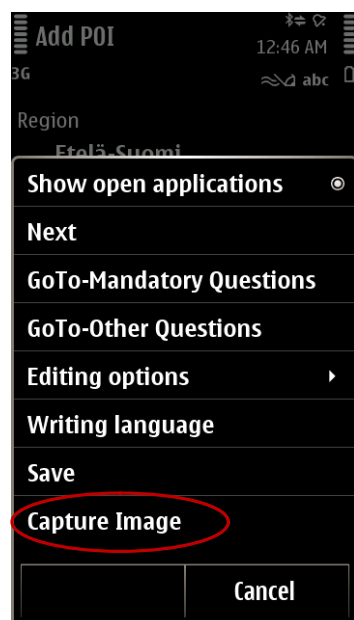 Add POI
12:46 AM
3G
abc
Region
Etelä-Suomi
Show open applications
Next
GoTo-Mandatory Questions
GoTo-Other Questions
Editing options
Writing language
Save
Capture Image
Cancel